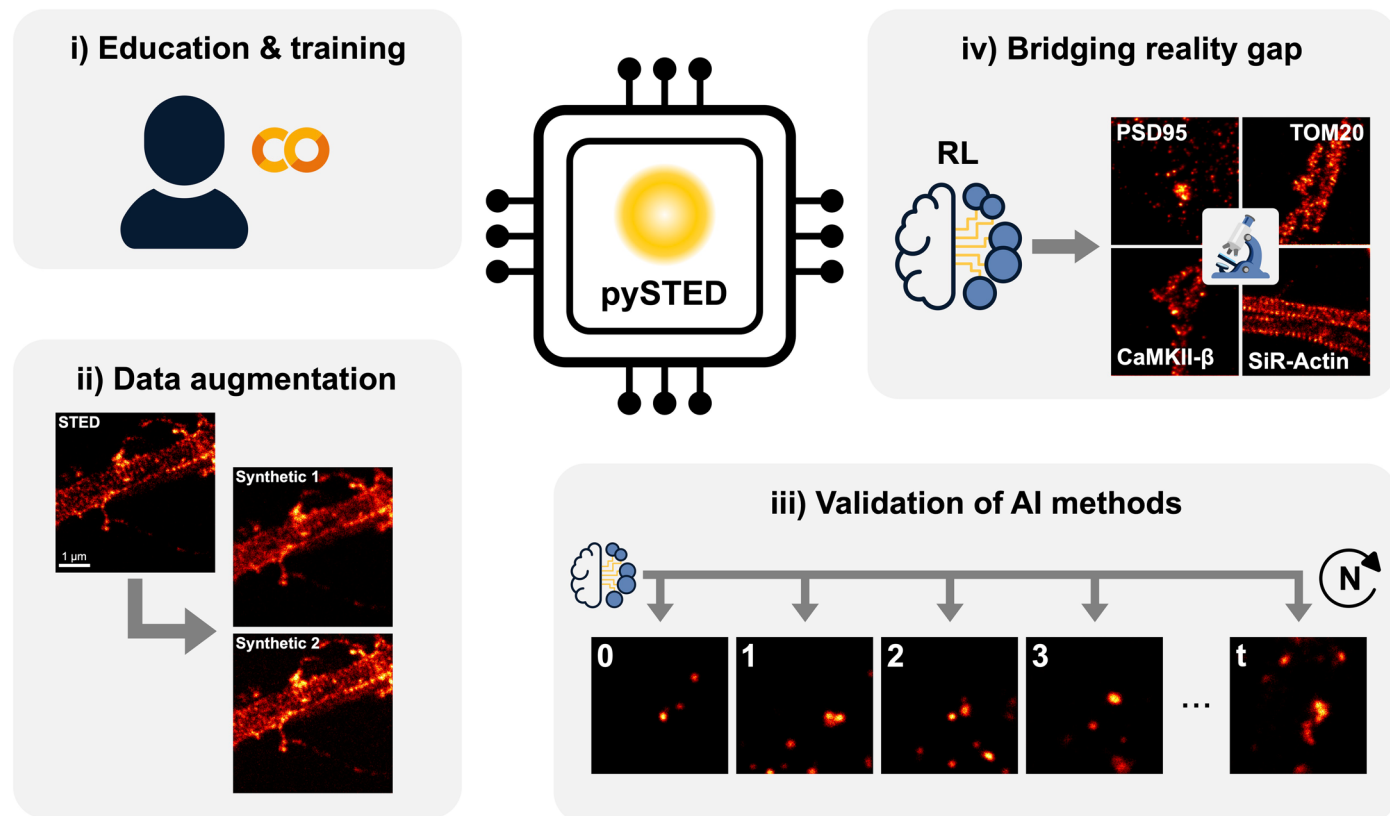 i) Education & training
pySTED
iv) Bridging reality gap
RL
PSD95
TOM20
CaMKII-β
SiR-Actin
ii) Data augmentation
STED
1 µm
Synthetic 1
Synthetic 2
iii) Validation of AI methods
N
0
1
2
3
...
t